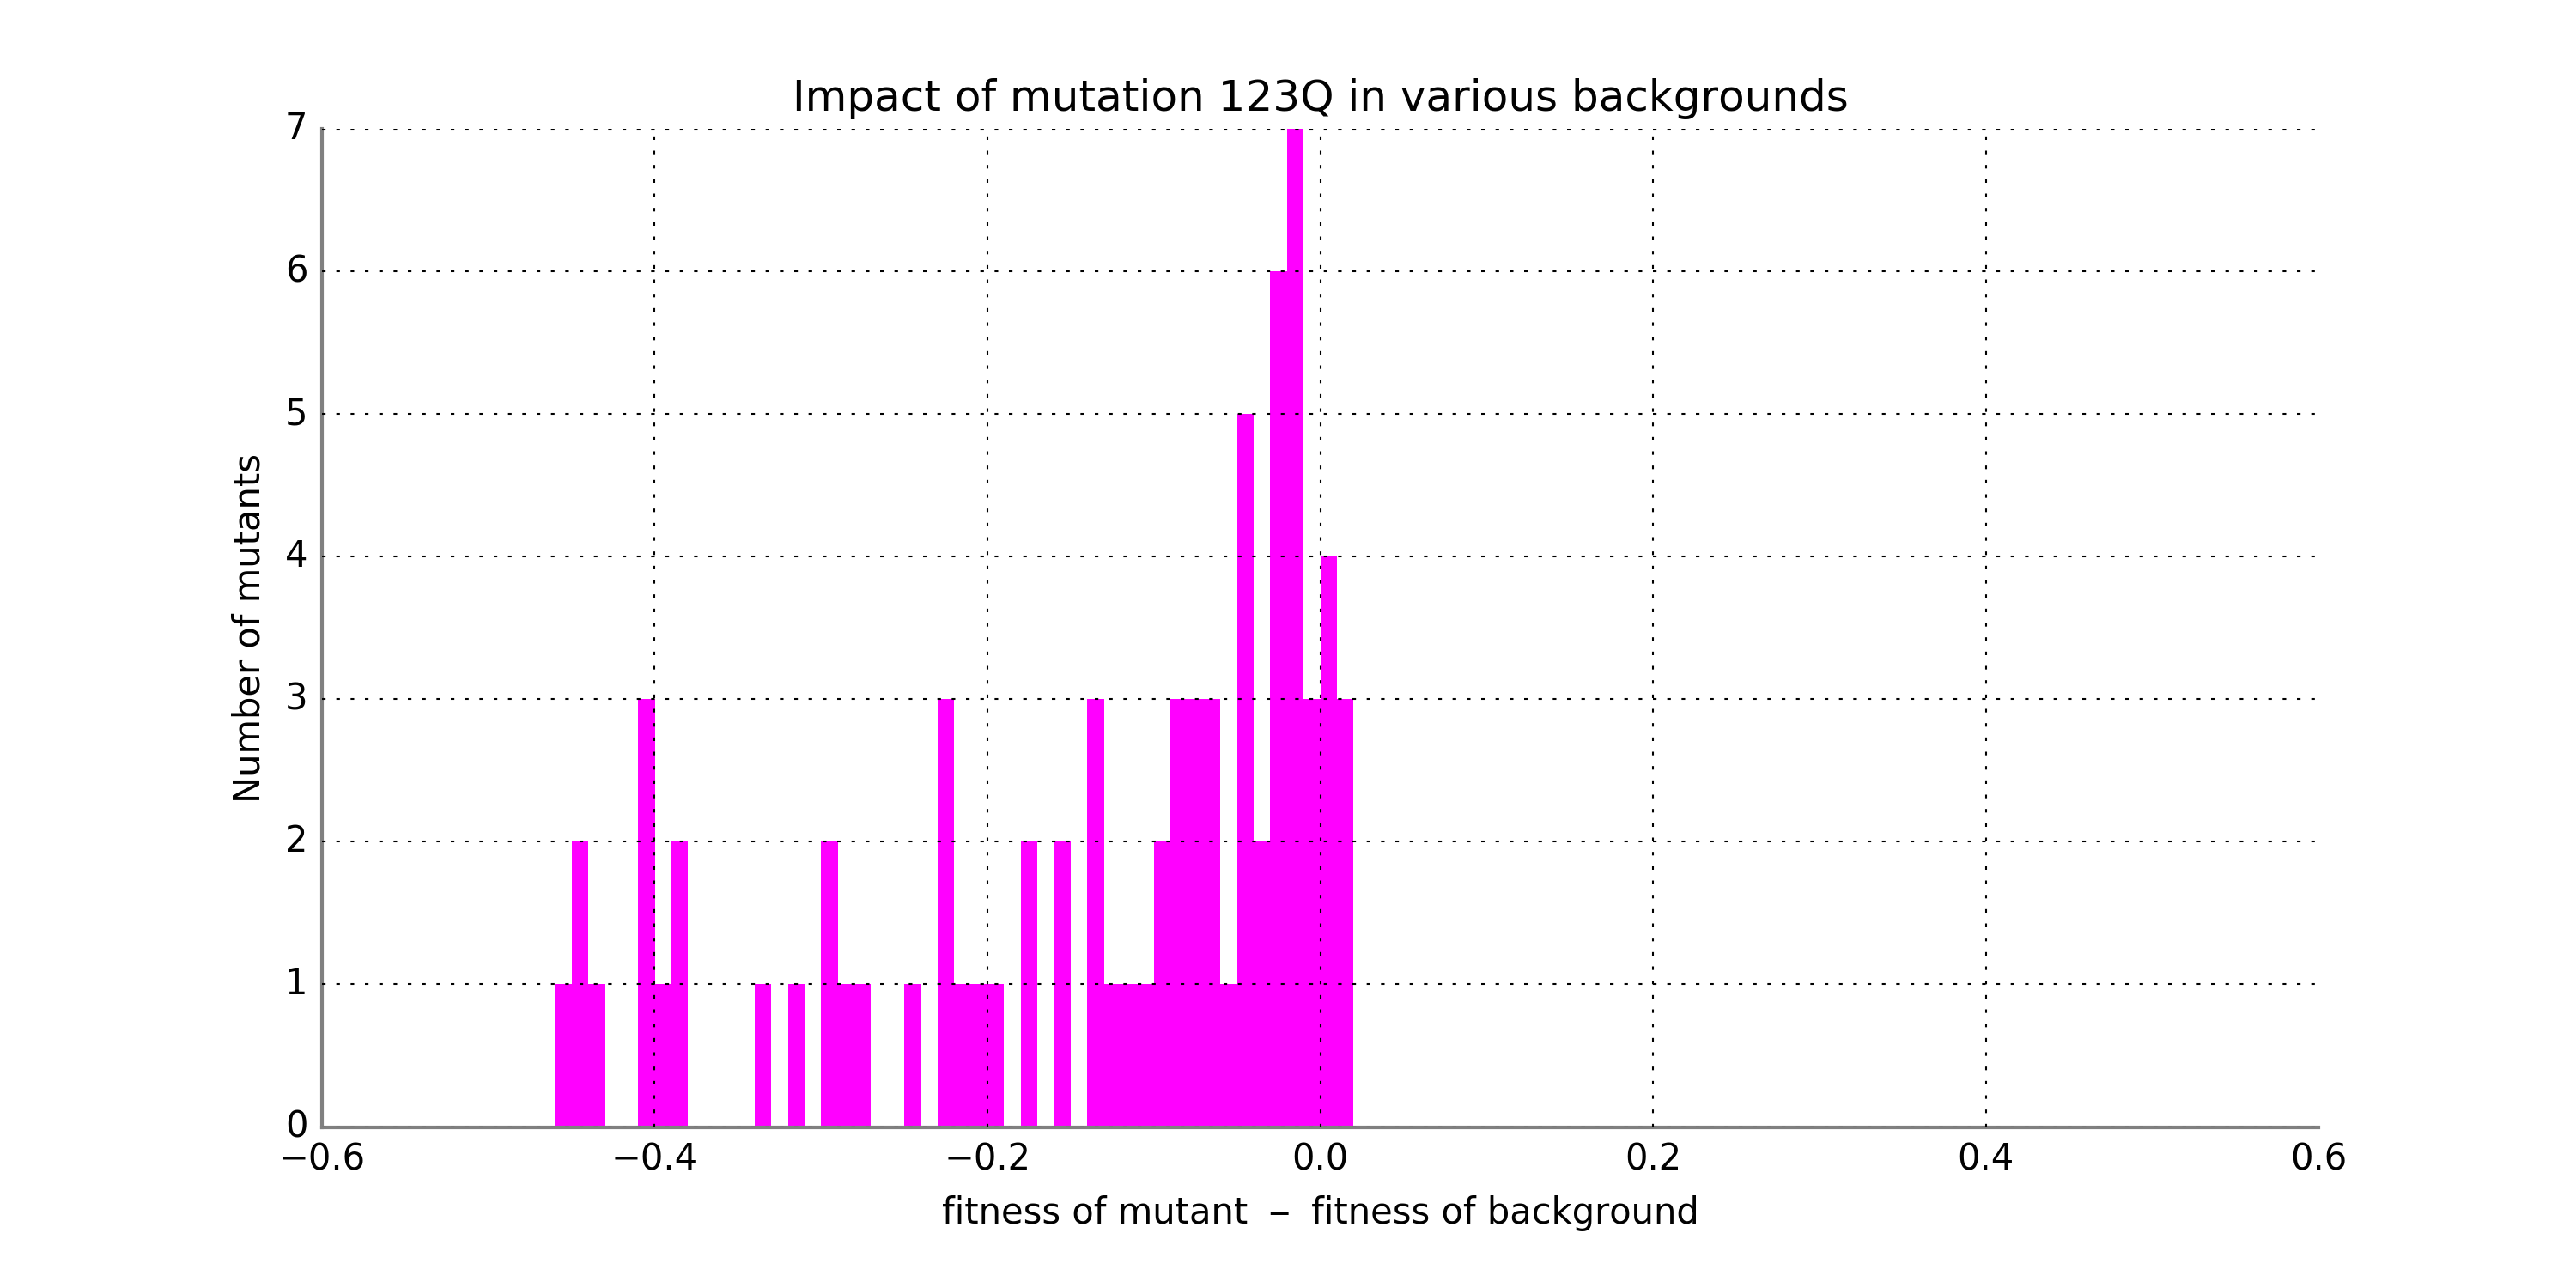 Impact of mutation 123Q in various backgrounds
7
6
5
4
3
2
1
0
Number of mutants
−0.6 −0.4 −0.2 0.0 0.2 0.4 0.6
fitness of mutant − fitness of background